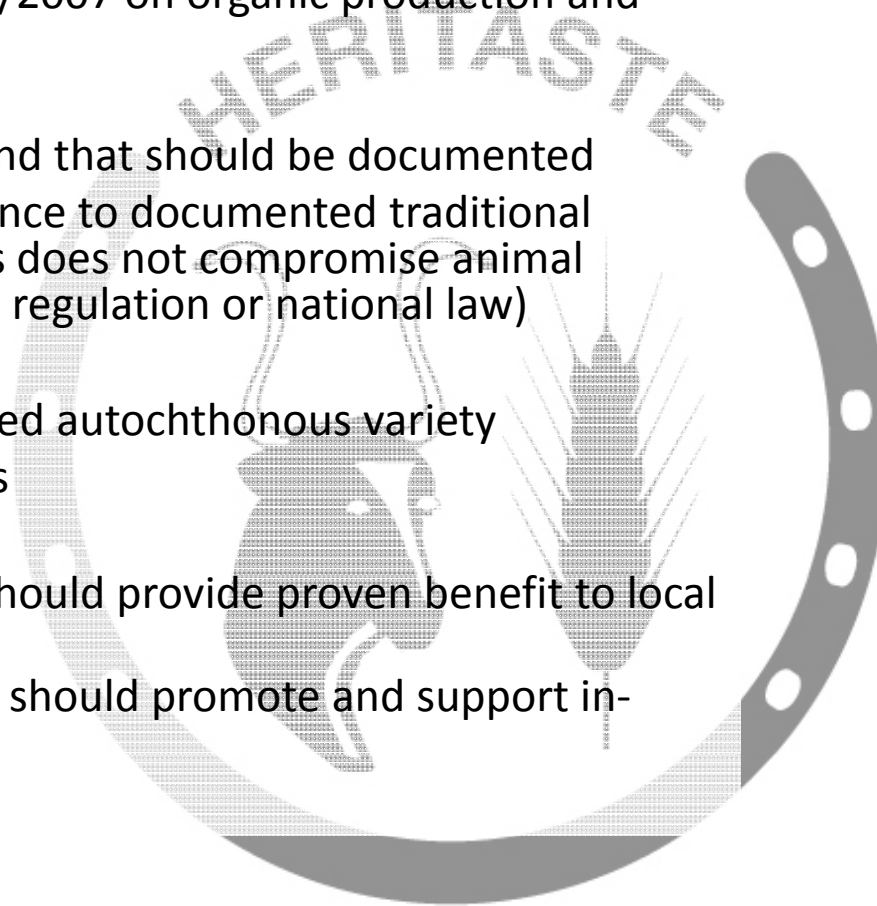 /2007 on organic production and
HERITASTE
nd that should be documented
nce to documented traditional
s does not compromise animal
regulation or national law)
ed autochthonous variety
s
hould provide proven benefit to local
should promote and support in-